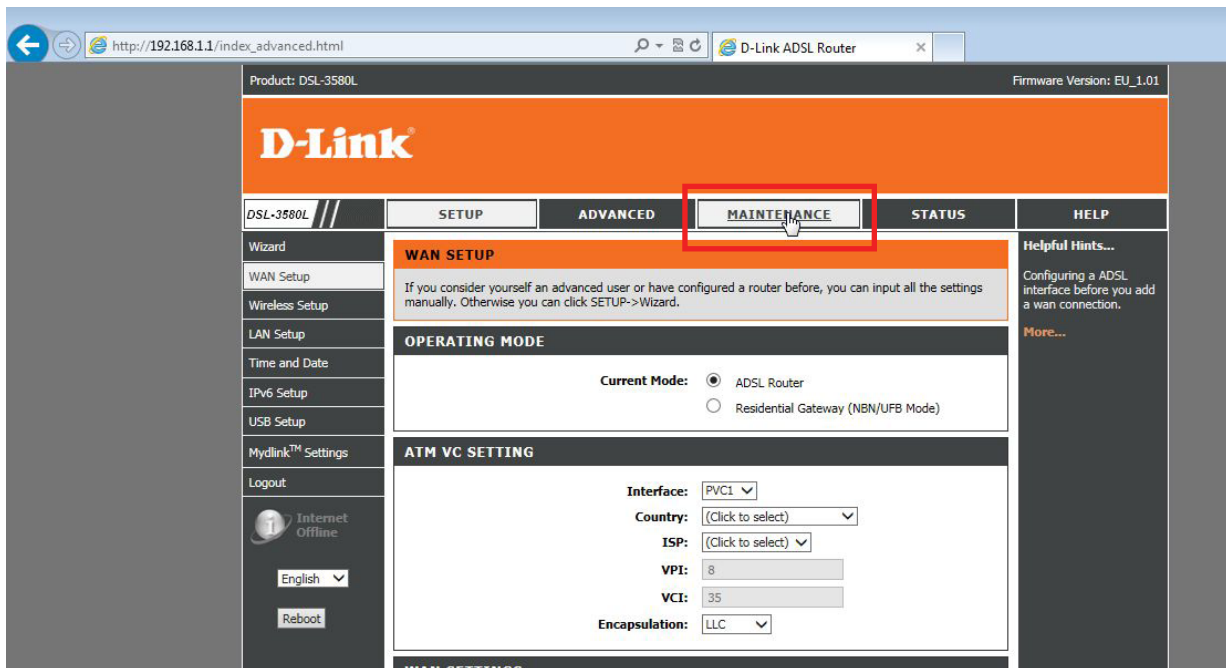 http://192.168.1.1/index_advanced.html
D-Link ADSL Router
Product: DSL-3580L
Firmware Version: EU_1.01
D-Link®
DSL-3580L
SETUP
ADVANCED
MAINTENANCE
STATUS
HELP
Wizard
WAN Setup
Wireless Setup
LAN Setup
Time and Date
IPv6 Setup
USB Setup
Mydlink™ Settings
Logout
Internet
Offline
English
Reboot
WAN SETUP
If you consider yourself an advanced user or have configured a router before, you can input all the settings
manually. Otherwise you can click SETUP->Wizard.
OPERATING MODE
Current Mode:
ADSL Router
Residential Gateway (NBN/UFB Mode)
ATM VC SETTING
Interface: PVC1
Country: (Click to select)
ISP: (Click to select)
VPI: 8
VCI: 35
Encapsulation: LLC
WAN SETTINGS
Helpful Hints...
Configuring a ADSL
interface before you add
a wan connection.
More...